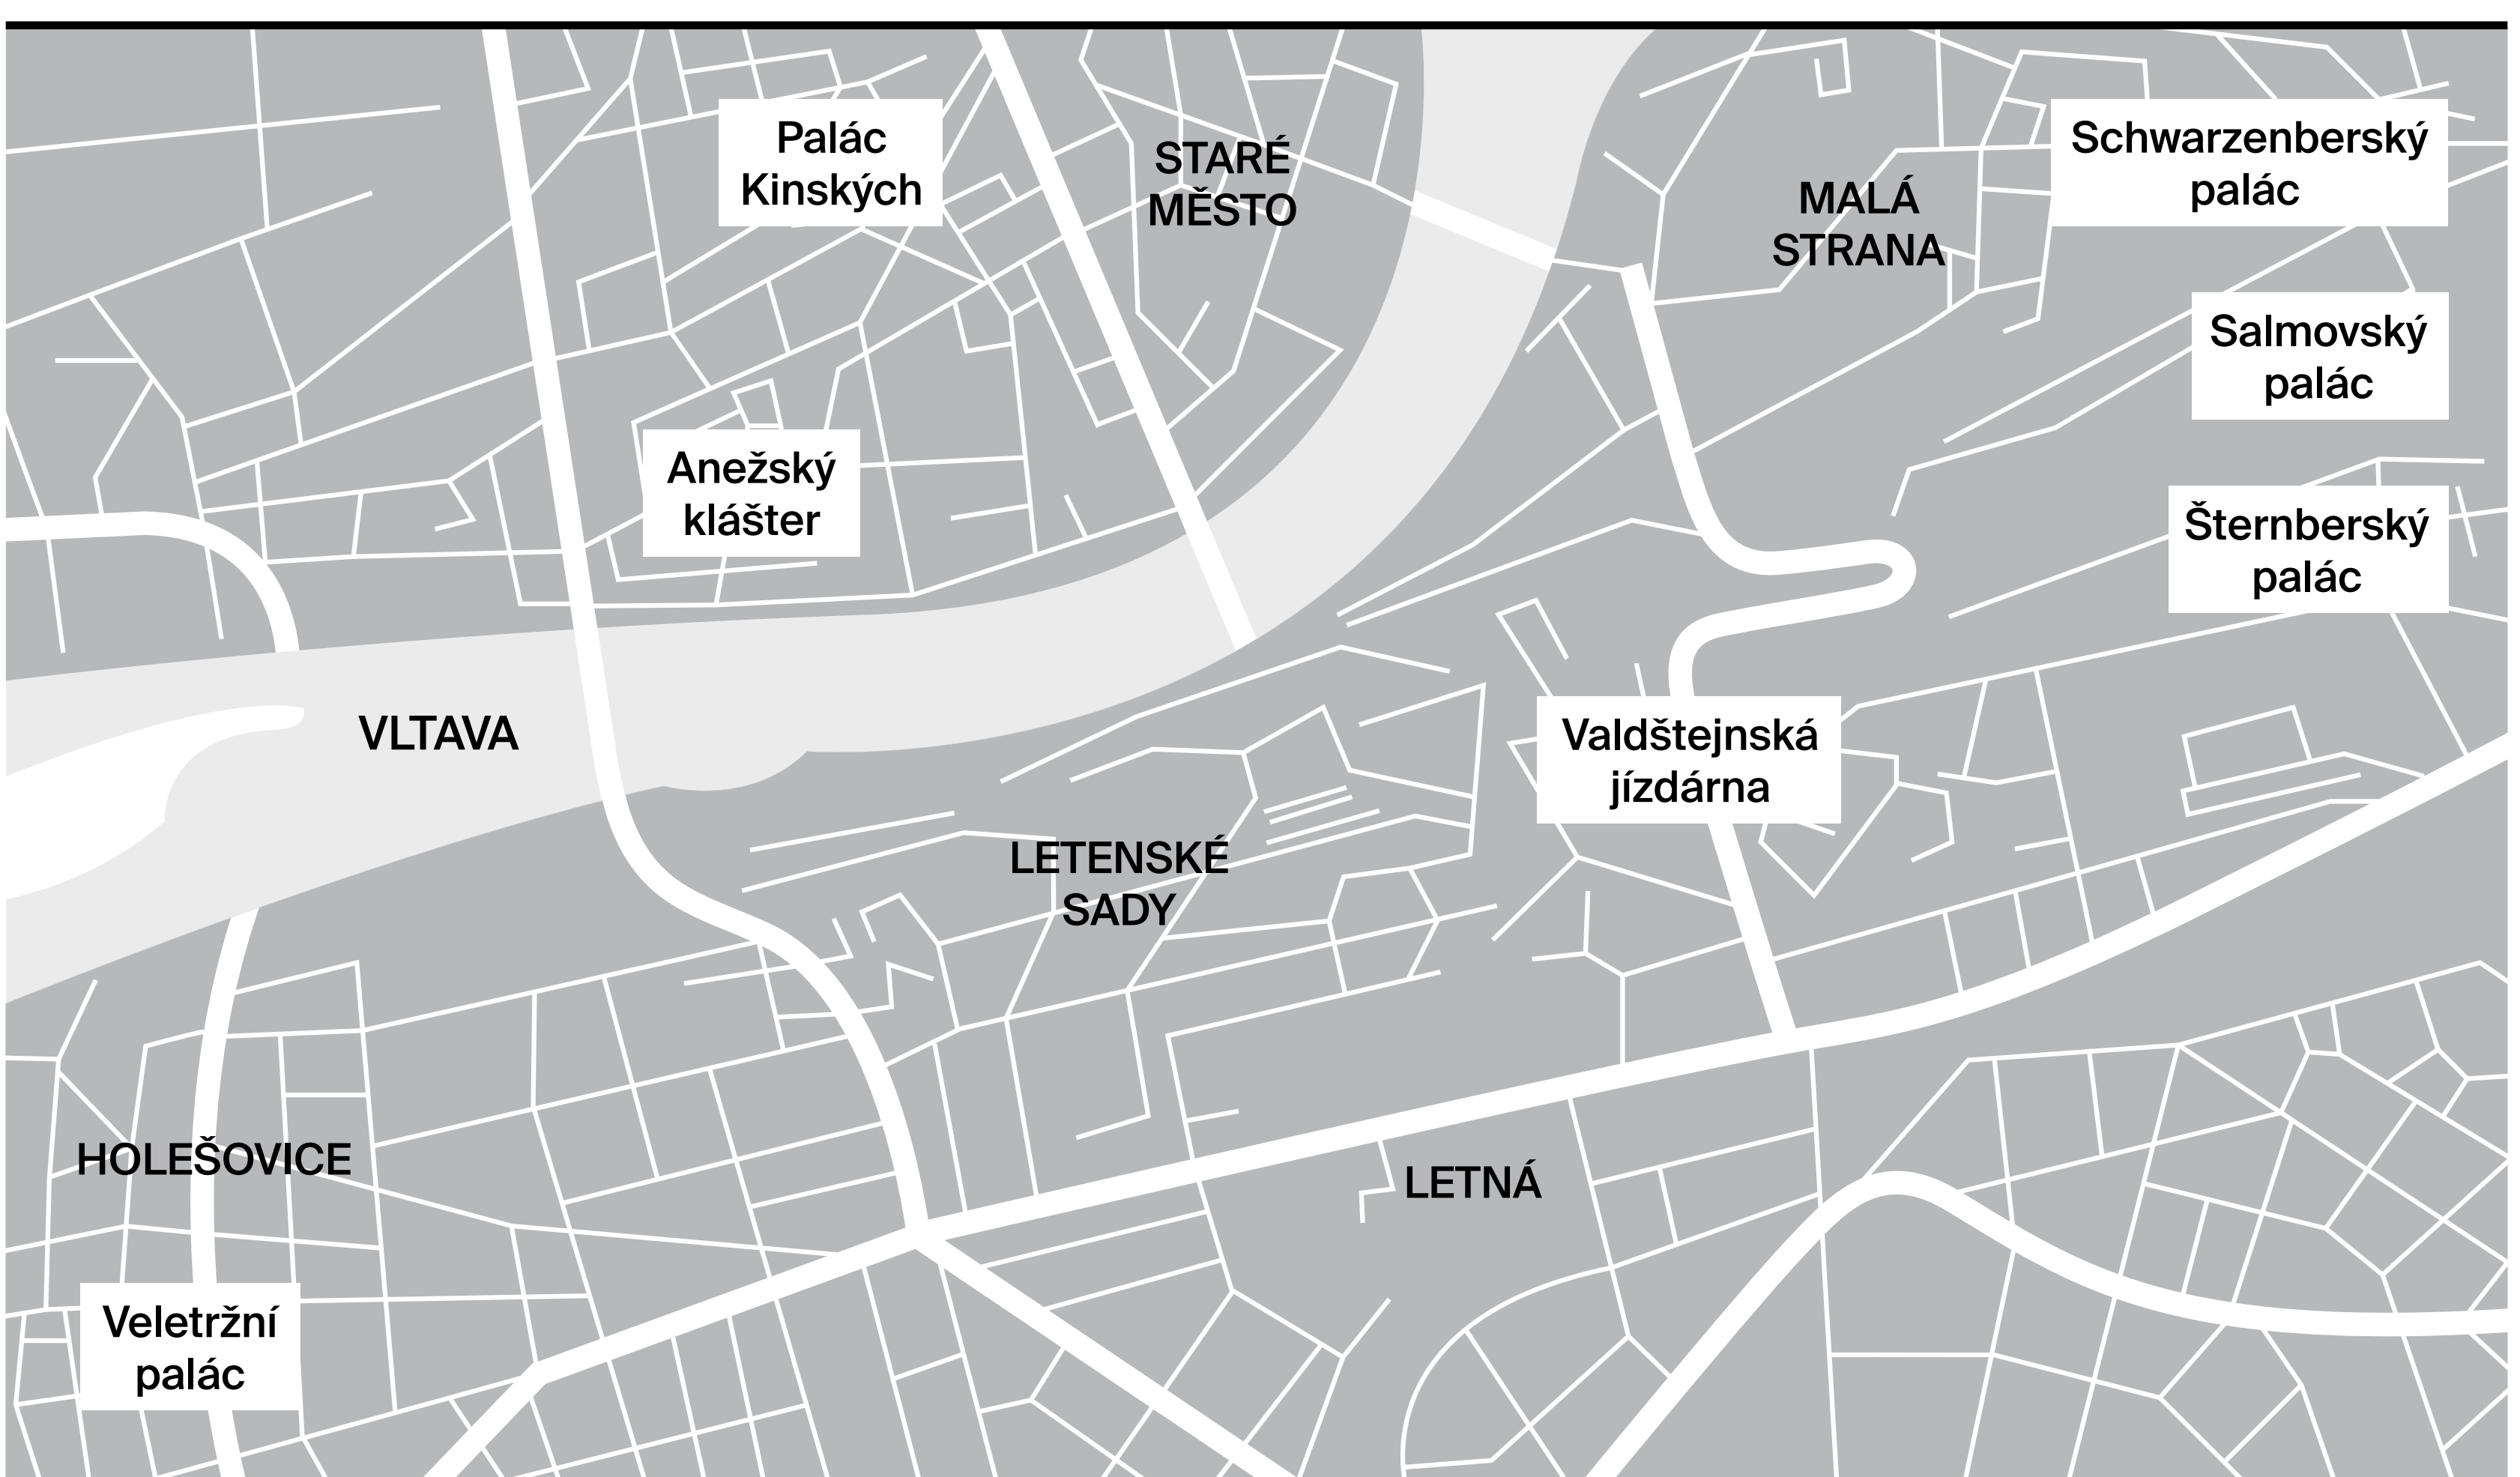 Palác
Kinských
STARÉ
MĚSTO
MALÁ
STRANA
Schwarzenberský
palác
Salmovský
palác
Anežský
klášter
Šternberský
palác
VLTAVA
Valdštejnská
jízdárna
LETENSKÉ
SADY
HOLEŠOVICE
LETNÁ
Veletržní
palác